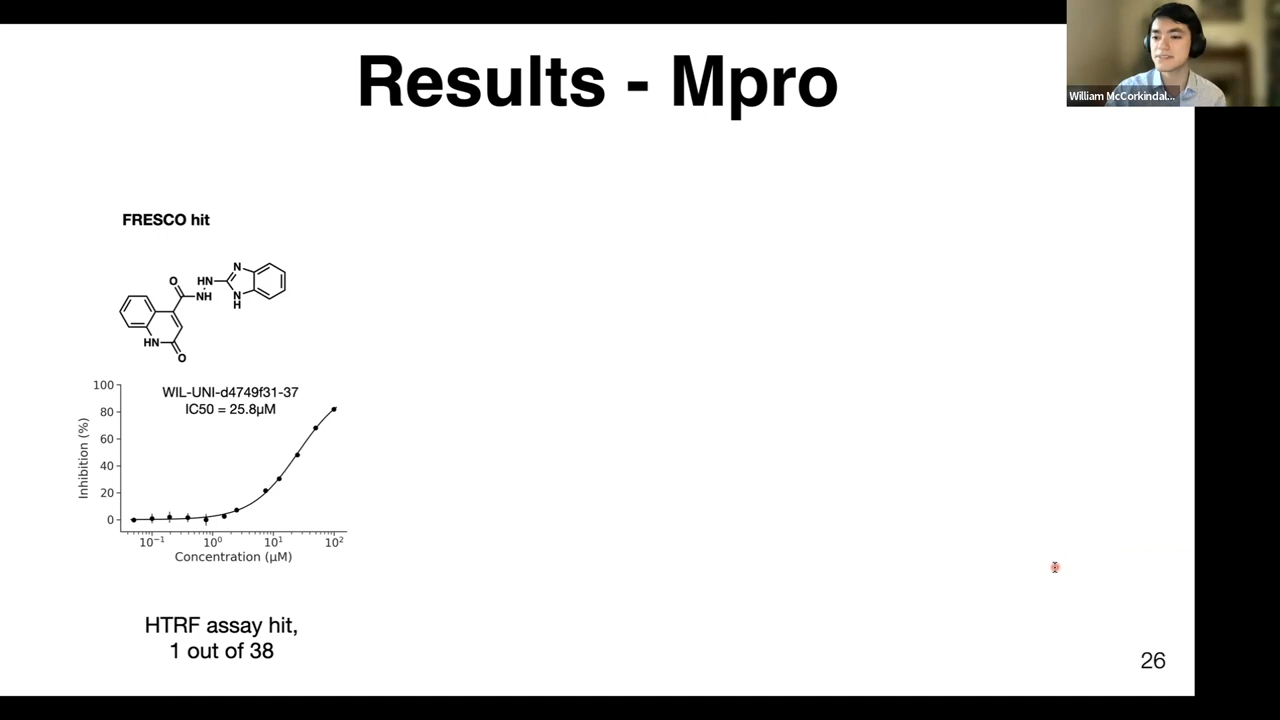 Results - Mpro
William McCorkindal...
FRESCO hit
O
HN
NH
N
N
H
HN
O
WIL-UNI-d4749f31-37
IC50 = 25.8µM
100
80
60
40
20
0
Inhibition (%)
10⁻¹ 10⁰ 10¹ 10²
Concentration (µM)
HTRF assay hit,
1 out of 38
26